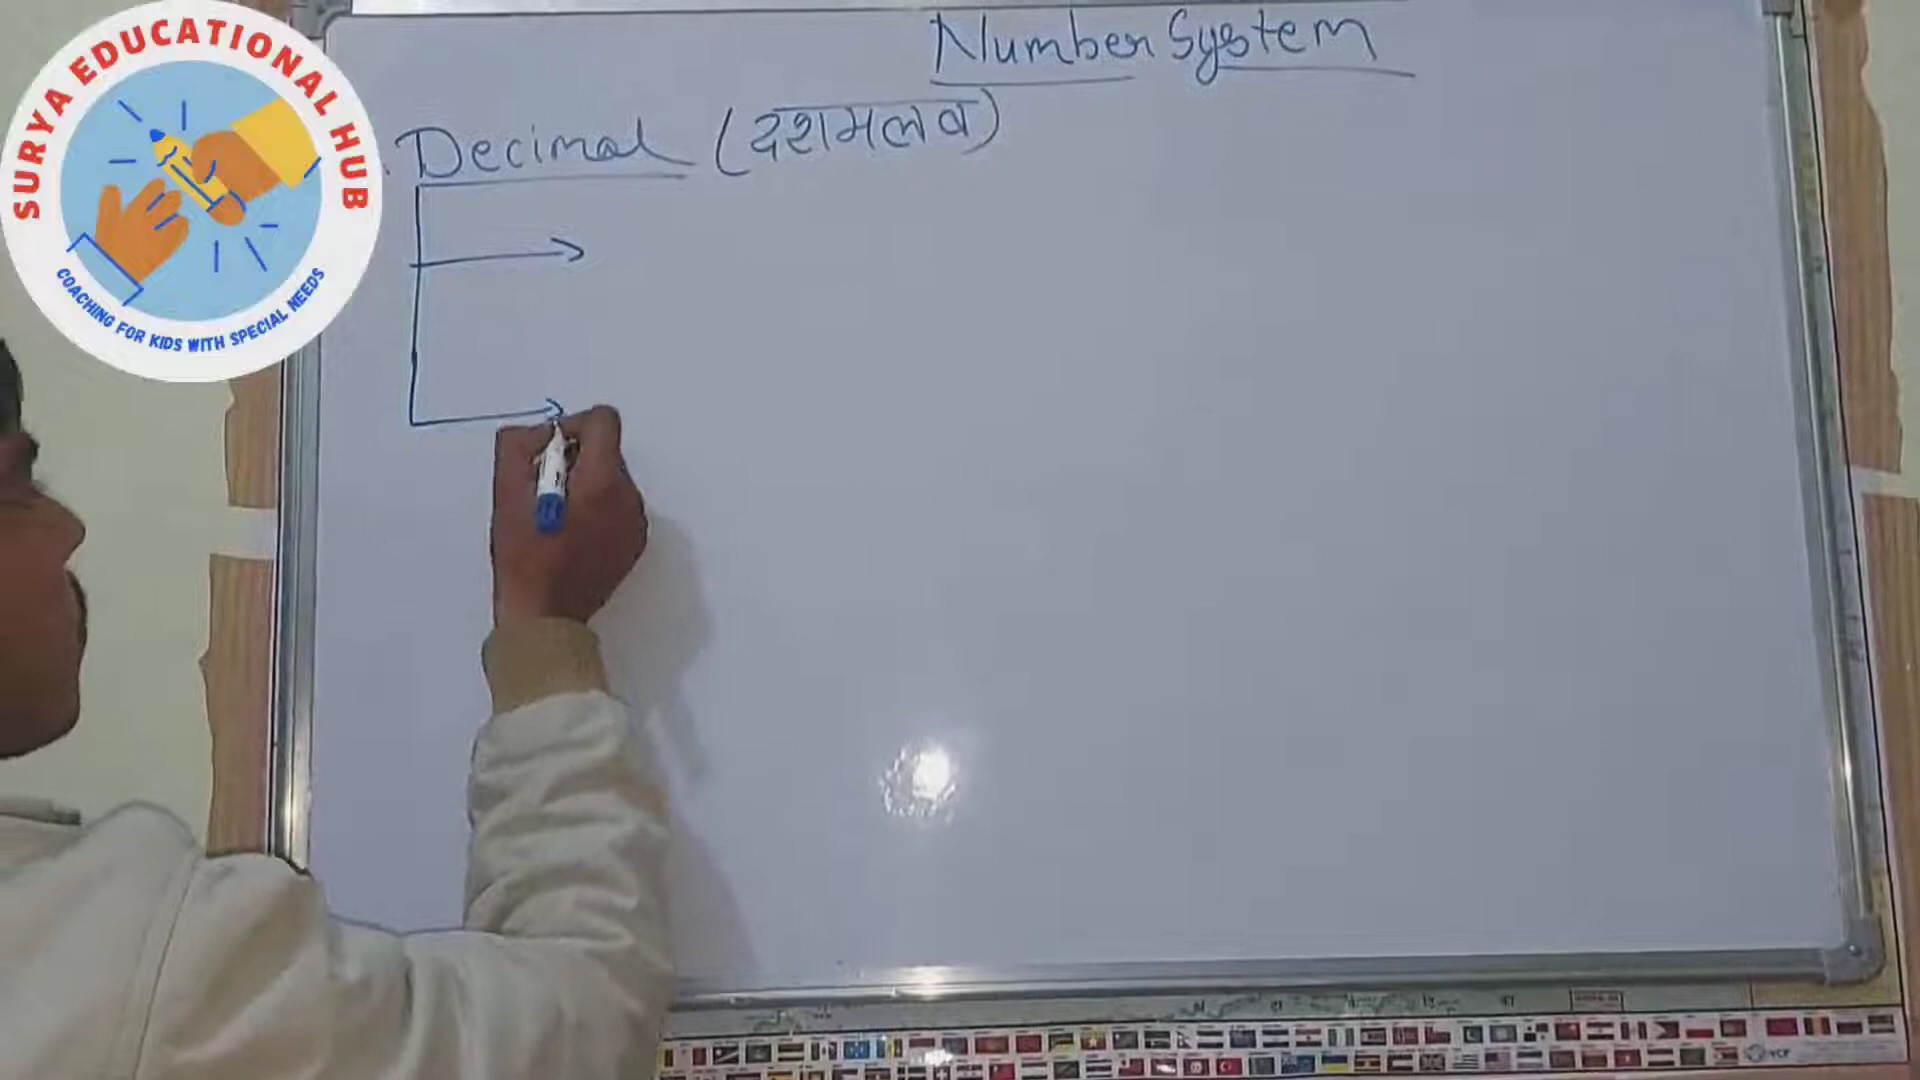 SURYA EDUCATIONAL HUB
COACHING FOR KIDS WITH SPECIAL NEEDS
Number System
Decimal (दशमलव)